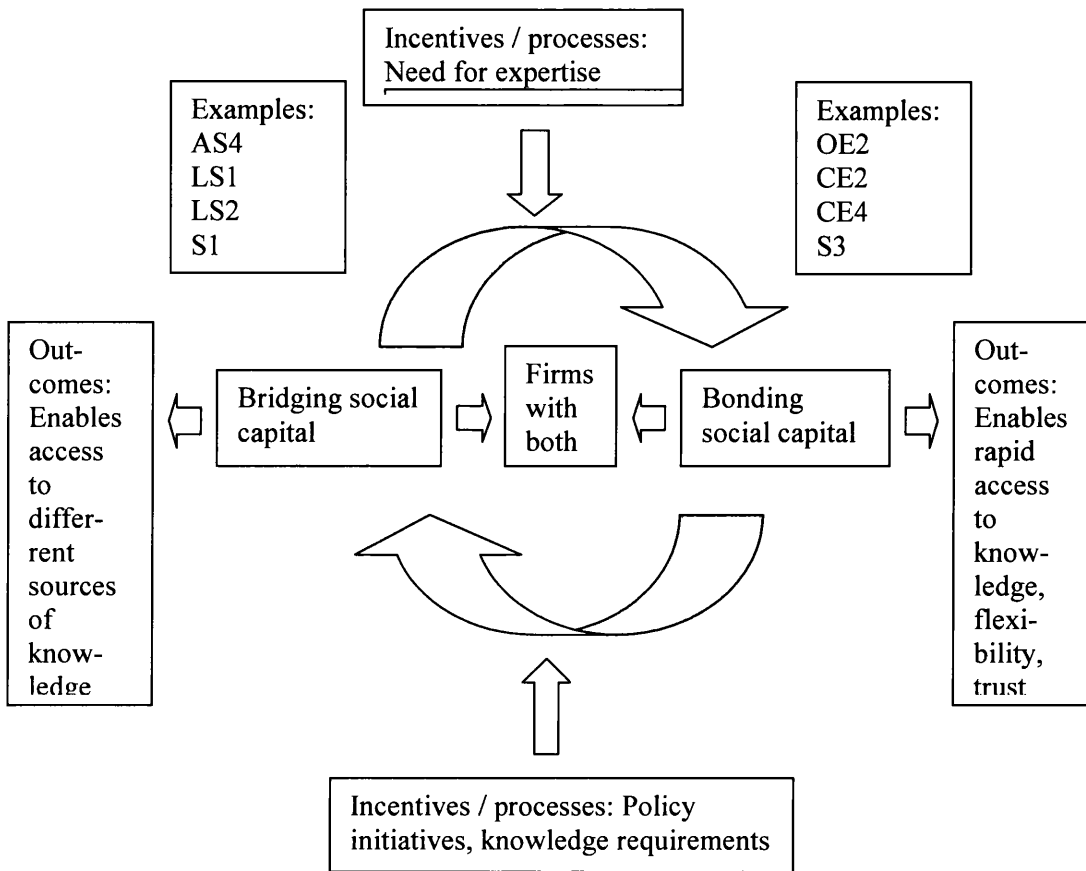 Incentives / processes:
Need for expertise
Examples:
AS4
LS1
LS2
S1
Examples:
OE2
CE2
CE4
S3
Out-
comes:
Enables
access
to
differ-
rent
sources
of
know-
ledge
Bridging social
capital
Firms
with
both
Bonding
social capital
Out-
comes:
Enables
rapid
access
to
know-
ledge,
flexi-
bility,
trust
Incentives / processes: Policy
initiatives, knowledge requirements